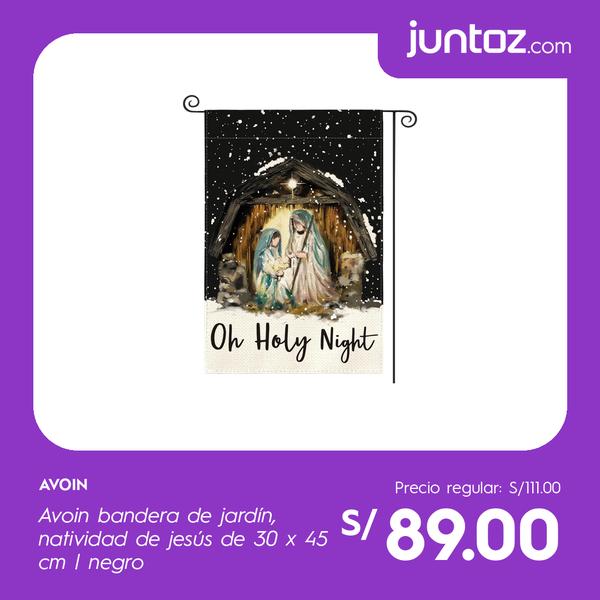 juntoz.com
Oh Holy Night
AVOIN
Avoin bandera de jardín,
natividad de jesús de 30 x 45
cm | negro
Precio regular: S/111.00
S/89.00